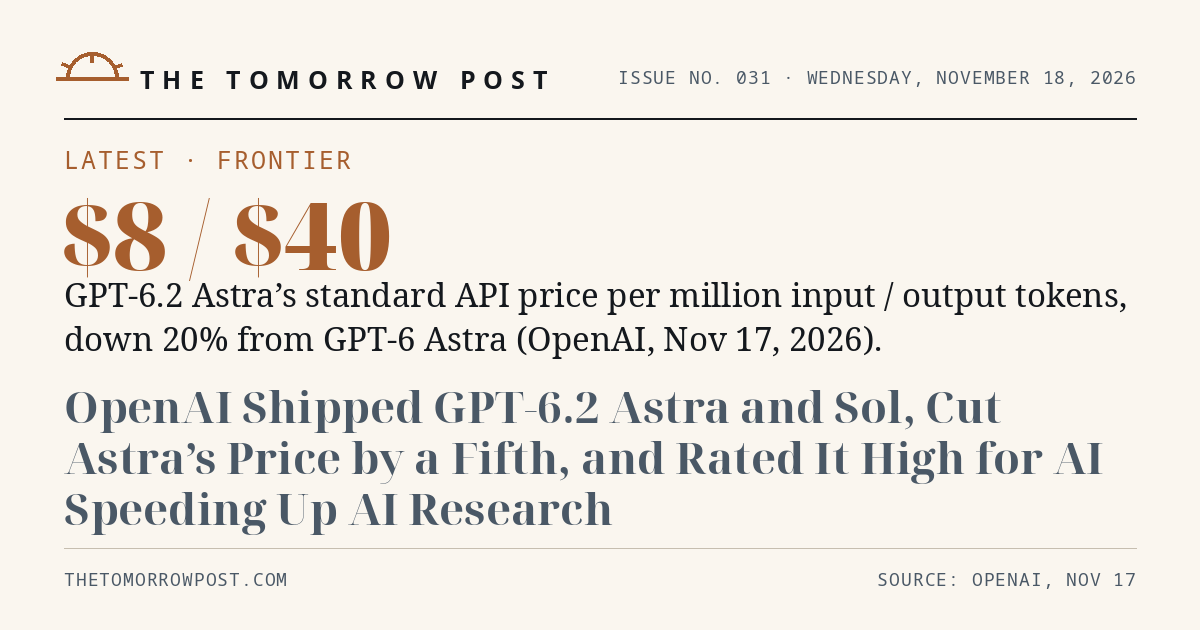 THE TOMORROW POST
ISSUE NO. 031 · WEDNESDAY, NOVEMBER 18, 2026
LATEST · FRONTIER
$8 / $40
GPT-6.2 Astra’s standard API price per million input / output tokens,
down 20% from GPT-6 Astra (OpenAI, Nov 17, 2026).
OpenAI Shipped GPT-6.2 Astra and Sol, Cut
Astra’s Price by a Fifth, and Rated It High for AI
Speeding Up AI Research
THETOMORROWPOST.COM
SOURCE: OPENAI, NOV 17